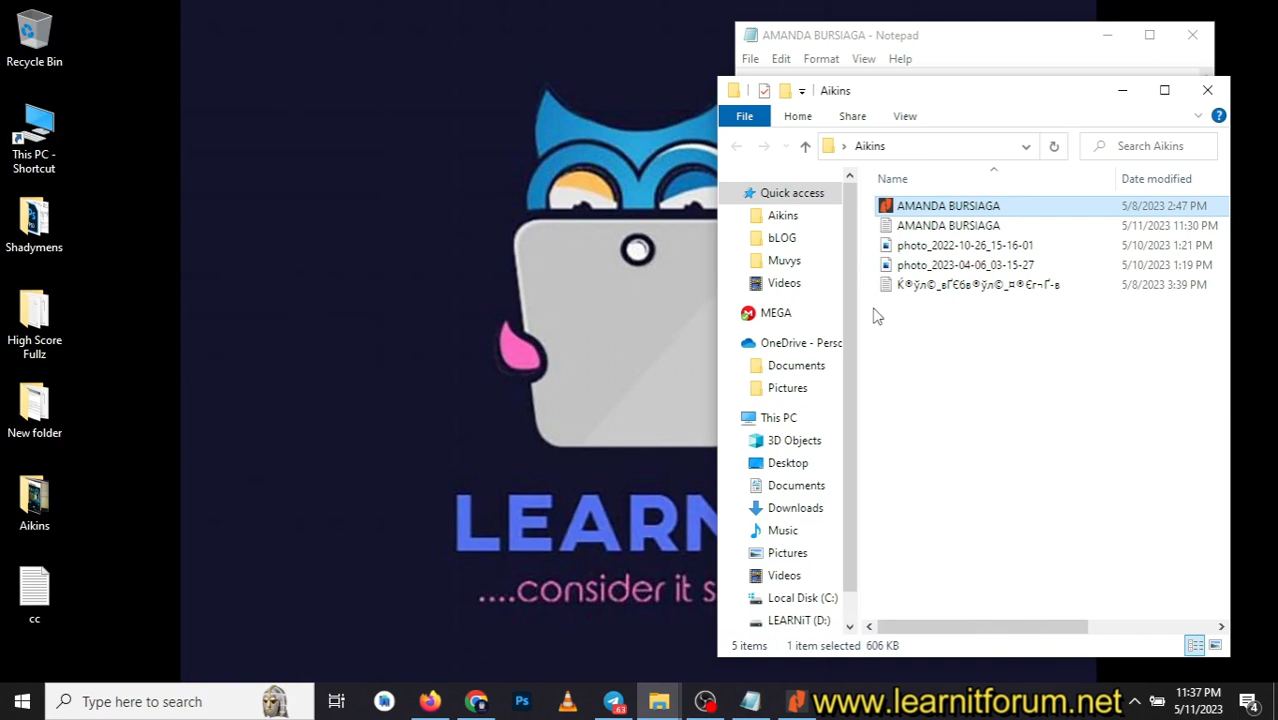 Recycle Bin
This PC -
Shortcut
Shadymens
High Score
Fullz
New folder
Aikins
cc
LEARN
....consider it s
AMANDA BURSIAGA - Notepad
File Edit Format View Help
Aikins
File Home Share View
Aikins
Search Aikins
Name Date modified
AMANDA BURSIAGA 5/8/2023 2:47 PM
AMANDA BURSIAGA 5/11/2023 11:30 PM
photo_2022-10-26_15-16-01 5/10/2023 1:21 PM
photo_2023-04-06_03-15-27 5/10/2023 1:19 PM
5/8/2023 3:39 PM
Quick access
Aikins
bLOG
Muvys
Videos
MEGA
OneDrive - Perso
Documents
Pictures
This PC
3D Objects
Desktop
Documents
Downloads
Music
Pictures
Videos
Local Disk (C:)
LEARNiT (D:)
5 items 1 item selected 606 KB
Type here to search
Ps
63
www.learnitforum.net
11:37 PM
5/11/2023
4